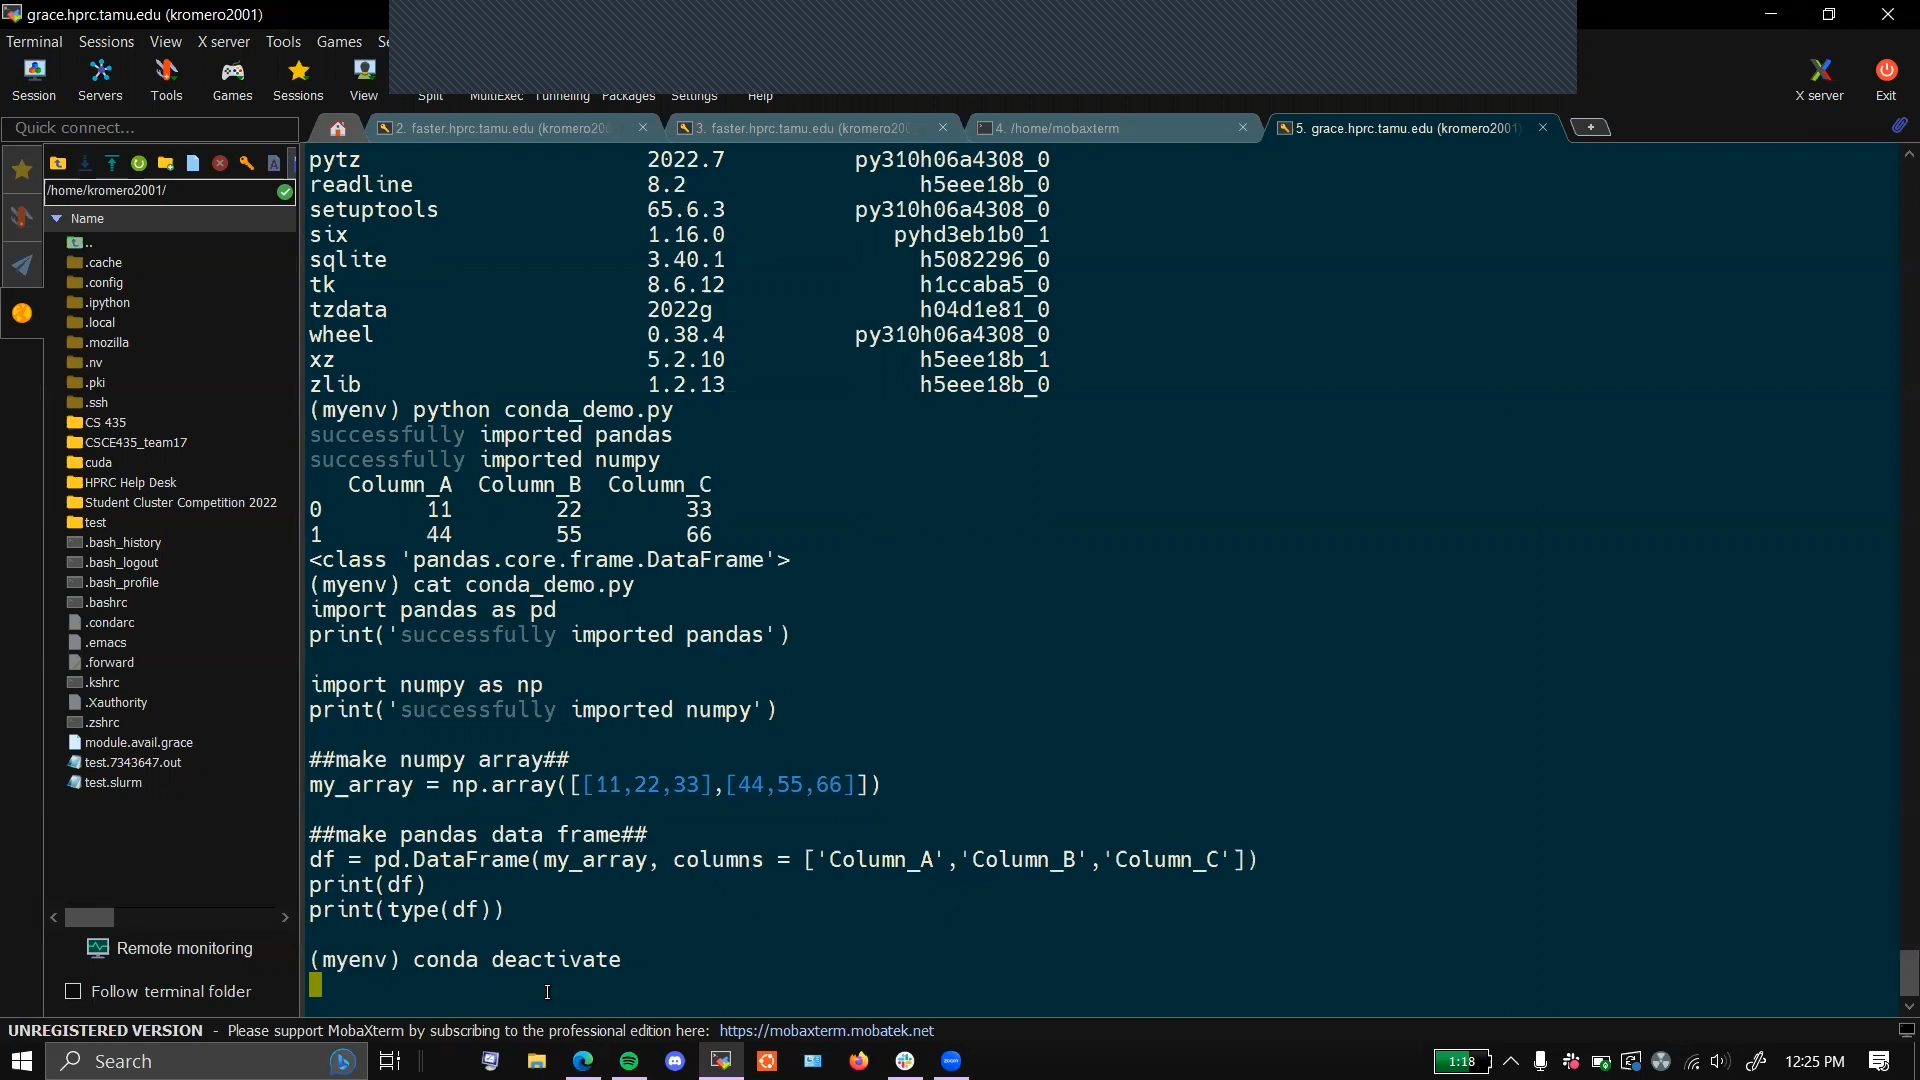 grace.hprc.tamu.edu (kromero2001)
Terminal Sessions View X server Tools Games Se
Session Servers Tools Games Sessions View Split MultiExec Tunneling Packages Settings Help X server Exit
Quick connect...
2. faster.hprc.tamu.edu (kromero20
3. faster.hprc.tamu.edu (kromero200
4. /home/mobaxterm
5. grace.hprc.tamu.edu (kromero2001)
/home/kromero2001/
Name
..
.cache
.config
.ipython
.local
.mozilla
.nv
.pki
.ssh
CS 435
CSCE435_team17
cuda
HPRC Help Desk
Student Cluster Competition 2022
test
.bash_history
.bash_logout
.bash_profile
.bashrc
.condarc
.emacs
.forward
.kshrc
.Xauthority
.zshrc
module.avail.grace
test.7343647.out
test.slurm
Remote monitoring
Follow terminal folder
pytz 2022.7 py310h06a4308_0
readline 8.2 h5eee18b_0
setuptools 65.6.3 py310h06a4308_0
six 1.16.0 pyhd3eb1b0_1
sqlite 3.40.1 h5082296_0
tk 8.6.12 h1ccaba5_0
tzdata 2022g h04d1e81_0
wheel 0.38.4 py310h06a4308_0
xz 5.2.10 h5eee18b_1
zlib 1.2.13 h5eee18b_0
(myenv) python conda_demo.py
successfully imported pandas
successfully imported numpy
Column_A Column_B Column_C
0 11 22 33
1 44 55 66
<class 'pandas.core.frame.DataFrame'>
(myenv) cat conda_demo.py
import pandas as pd
print('successfully imported pandas')
import numpy as np
print('successfully imported numpy')
##make numpy array##
my_array = np.array([[11,22,33],[44,55,66]])
##make pandas data frame##
df = pd.DataFrame(my_array, columns = ['Column_A','Column_B','Column_C'])
print(df)
print(type(df))
(myenv) conda deactivate
UNREGISTERED VERSION - Please support MobaXterm by subscribing to the professional edition here: https://mobaxterm.mobatek.net
Search
1:18
12:25 PM